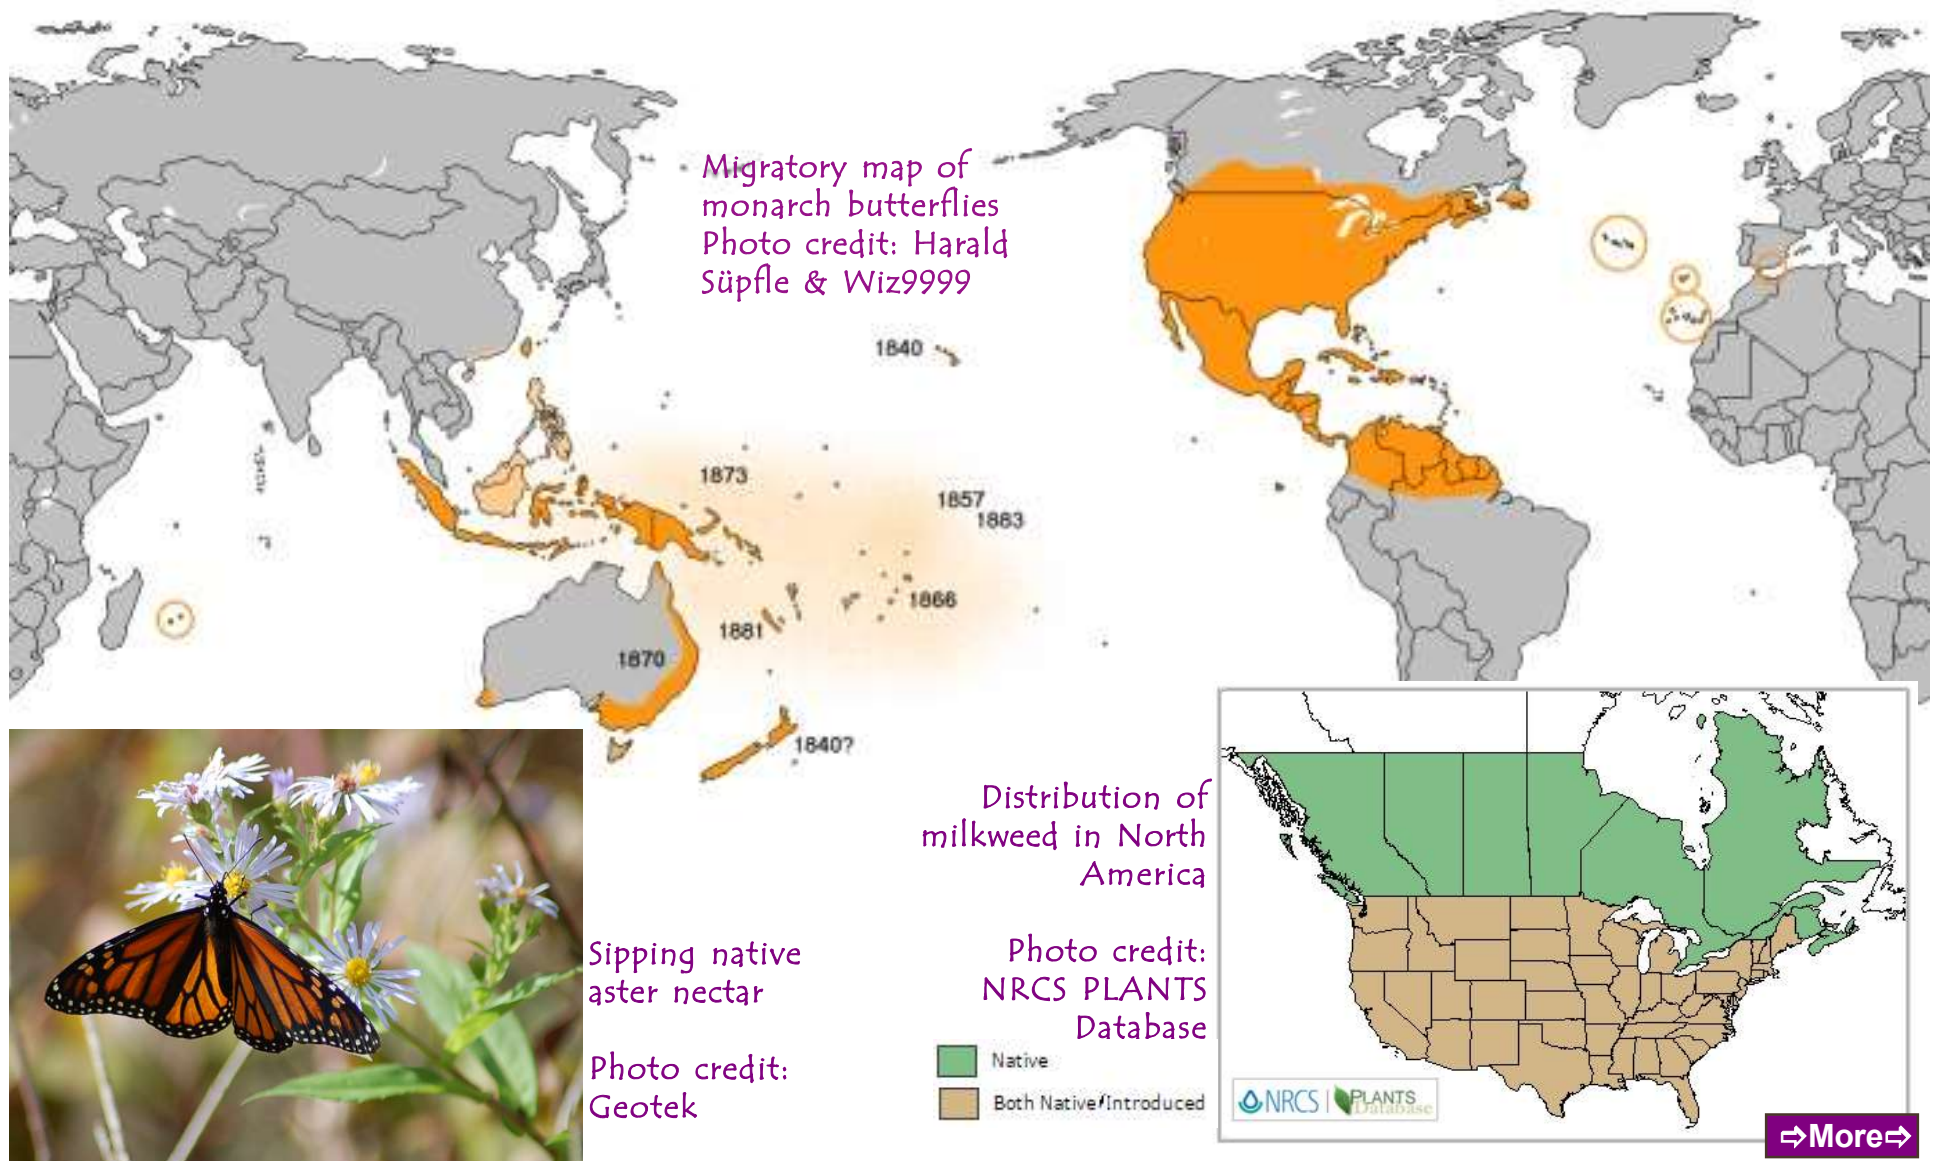 Migratory map of
monarch butterflies
Photo credit: Harald
Süpfle & Wiz9999
1840
1873
1857
1883
1866
1881
1870
1840?
Distribution of
milkweed in North
America
Photo credit:
NRCS PLANTS
Database
Native
Both Native/Introduced
NRCS | PLANTS
Database
Sipping native
aster nectar
Photo credit:
Geotek
⇨More⇨